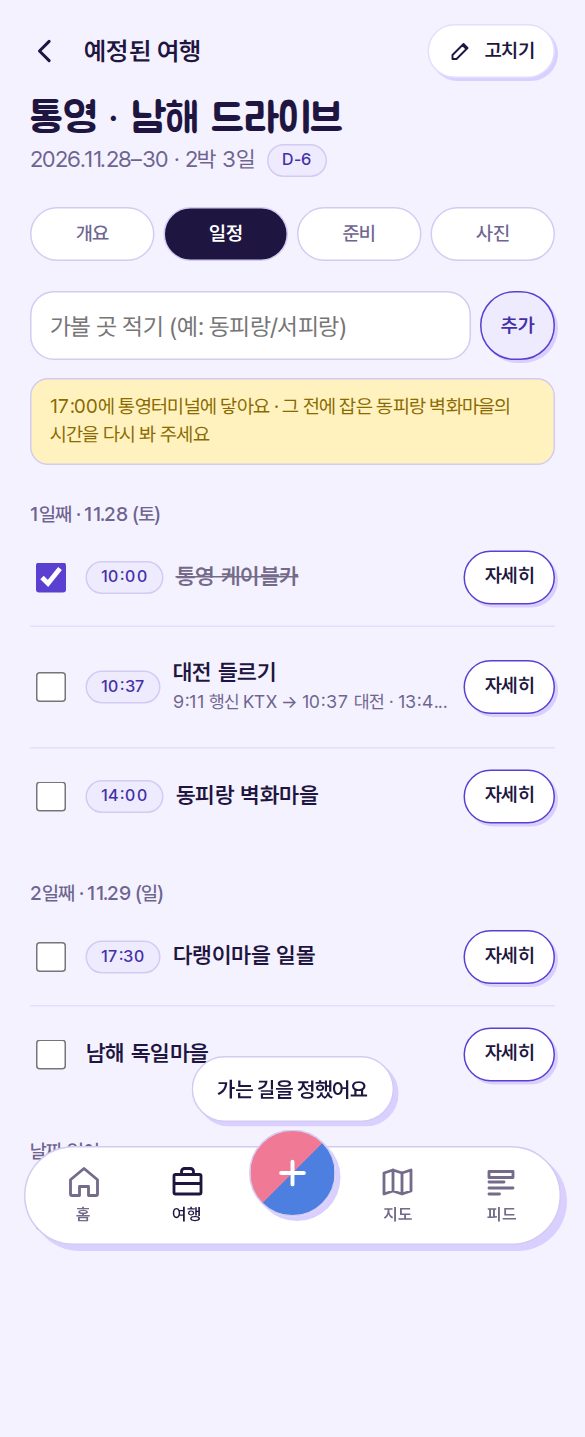 예정된 여행
고치기
통영 · 남해 드라이브
2026.11.28–30 · 2박 3일 D-6
개요 일정 준비 사진
가볼 곳 적기 (예: 동피랑/서피랑) 추가
17:00에 통영터미널에 닿아요 · 그 전에 잡은 동피랑 벽화마을의
시간을 다시 봐 주세요
1일째 · 11.28 (토)
10:00 통영 케이블카 자세히
10:37 대전 들르기 자세히
9:11 행신 KTX → 10:37 대전 · 13:4...
14:00 동피랑 벽화마을 자세히
2일째 · 11.29 (일)
17:30 다랭이마을 일몰 자세히
남해 독일마을 자세히
가는 길을 정했어요
홈 여행 지도 피드